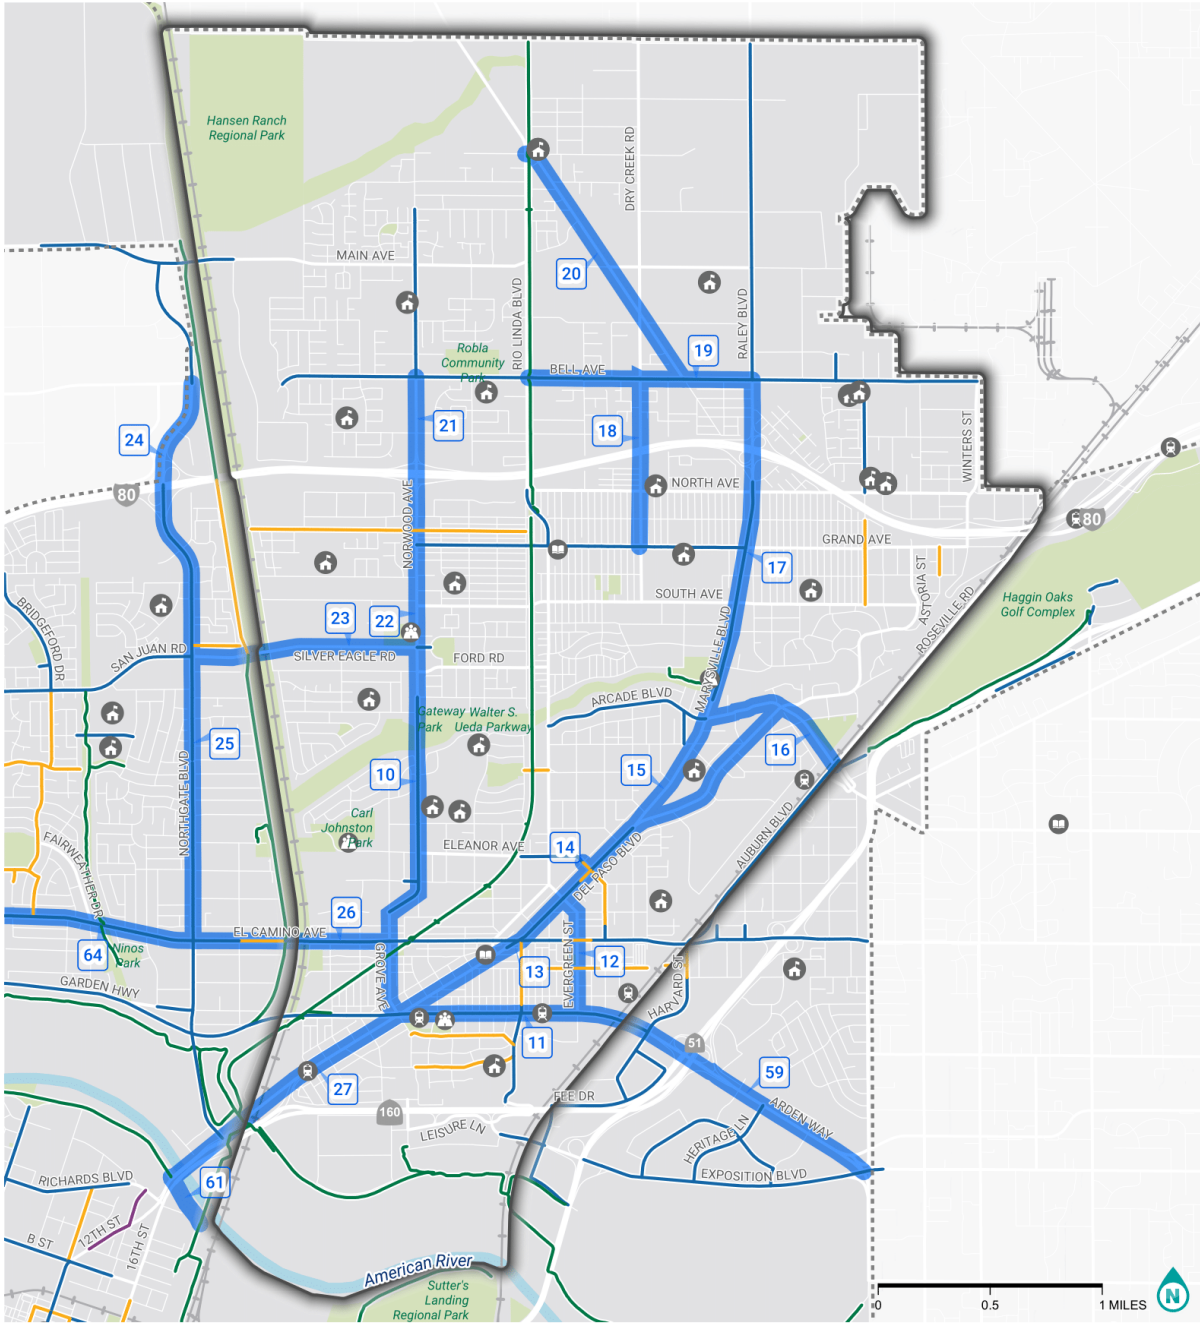 Hansen Ranch
Regional Park
DRY CREEK RD
MAIN AVE
20
RIO LINDA BLVD
RALEY BLVD
Robla
Community
Park
19
BELL AVE
24
21
18
WINTERS ST
80
NORTH AVE
NORWOOD AVE
80
GRAND AVE
17
ASTORIA ST
ROSEVILLE RD
Haggin Oaks
Golf Complex
SOUTH AVE
BRIDGEFORD DR
23
22
MARYSVILLE BLVD
SAN JUAN RD
SILVER EAGLE RD
FORD RD
ARCADE BLVD
Gateway
Park
Walter S.
Ueda Parkway
25
16
10
15
NORTHGATE BLVD
Carl
Johnston
Park
AUBURN BLVD
FAIRWEATHER DR
ELEANOR AVE
14
DEL PASO BLVD
26
EL CAMINO AVE
64
Ninos
Park
GROVE AVE
EVERGREEN ST
12
13
HARVARD ST
GARDEN HWY
11
51
59
27
FEE DR
160
ARDEN WAY
LEISURE LN
HERITAGE LN
EXPOSITION BLVD
RICHARDS BLVD
61
12TH ST
16TH ST
B ST
American River
Sutter's
Landing
Regional Park
0
0.5
1 MILES
N